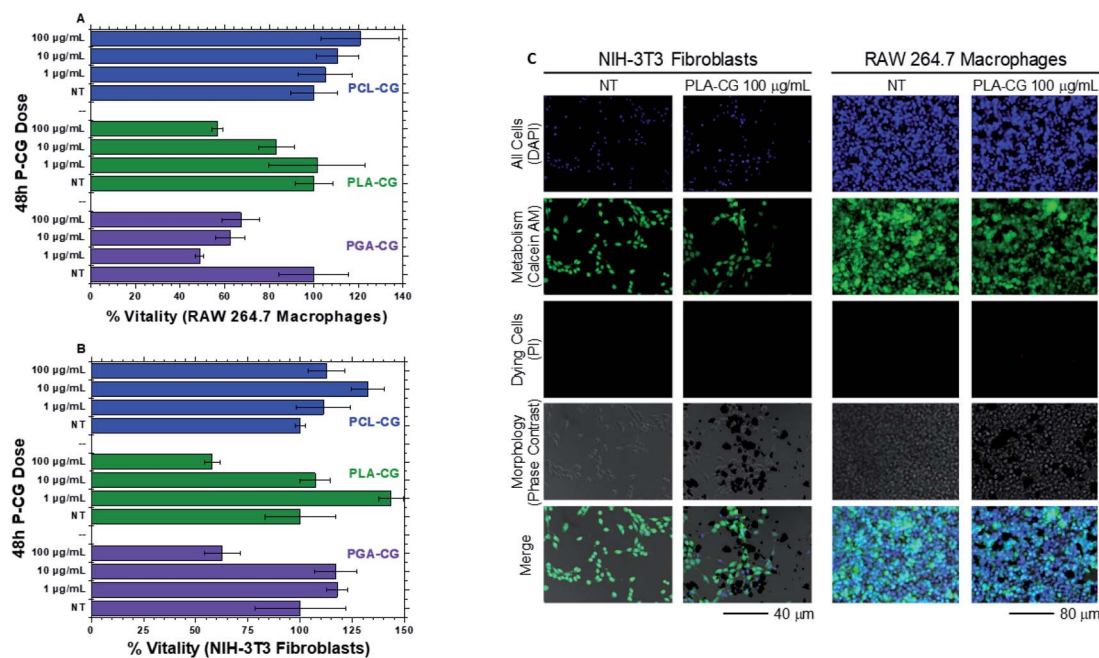 A
48h P-CG Dose
100 µg/mL
10 µg/mL
1 µg/mL
NT
PCL-CG
--
100 µg/mL
10 µg/mL
1 µg/mL
NT
PLA-CG
--
100 µg/mL
10 µg/mL
1 µg/mL
NT
PGA-CG
0 20 40 60 80 100 120 140
% Vitality (RAW 264.7 Macrophages)
B
48h P-CG Dose
100 µg/mL
10 µg/mL
1 µg/mL
NT
PCL-CG
--
100 µg/mL
10 µg/mL
1 µg/mL
NT
PLA-CG
--
100 µg/mL
10 µg/mL
1 µg/mL
NT
PGA-CG
0 25 50 75 100 125 150
% Vitality (NIH-3T3 Fibroblasts)
C
NIH-3T3 Fibroblasts
RAW 264.7 Macrophages
NT
PLA-CG 100 µg/mL
NT
PLA-CG 100 µg/mL
All Cells
(DAPI)
Metabolism
(Calcein AM)
Dying Cells
(PI)
Morphology
(Phase Contrast)
Merge
40 µm
80 µm